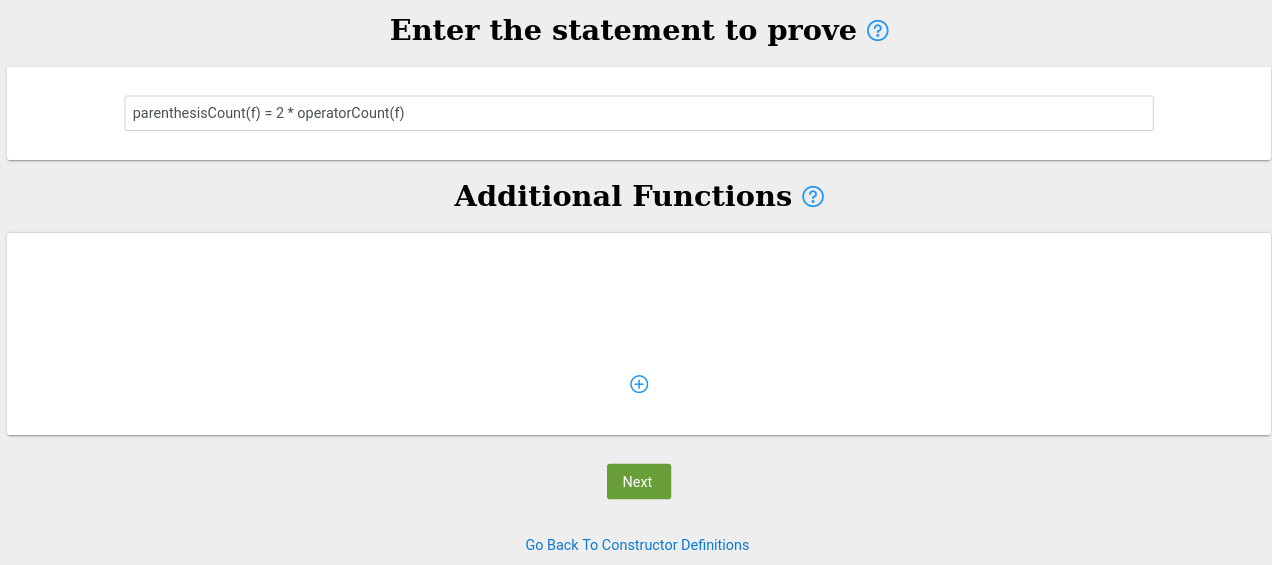 Enter the statement to prove
parenthesisCount(f) = 2 * operatorCount(f)
Additional Functions
Next
Go Back To Constructor Definitions